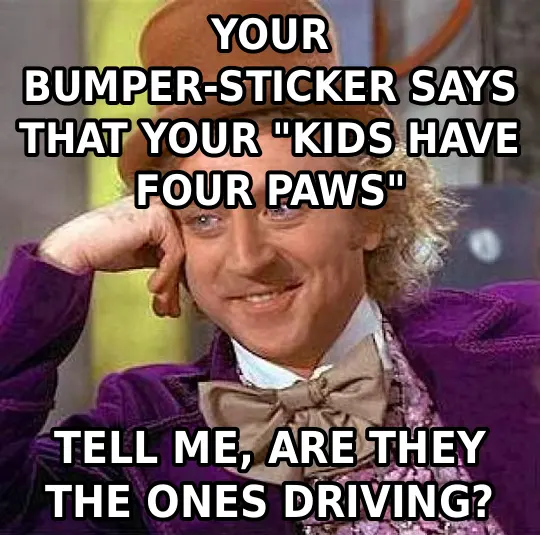 YOUR
BUMPER-STICKER SAYS
THAT YOUR "KIDS HAVE
FOUR PAWS"
TELL ME, ARE THEY
THE ONES DRIVING?